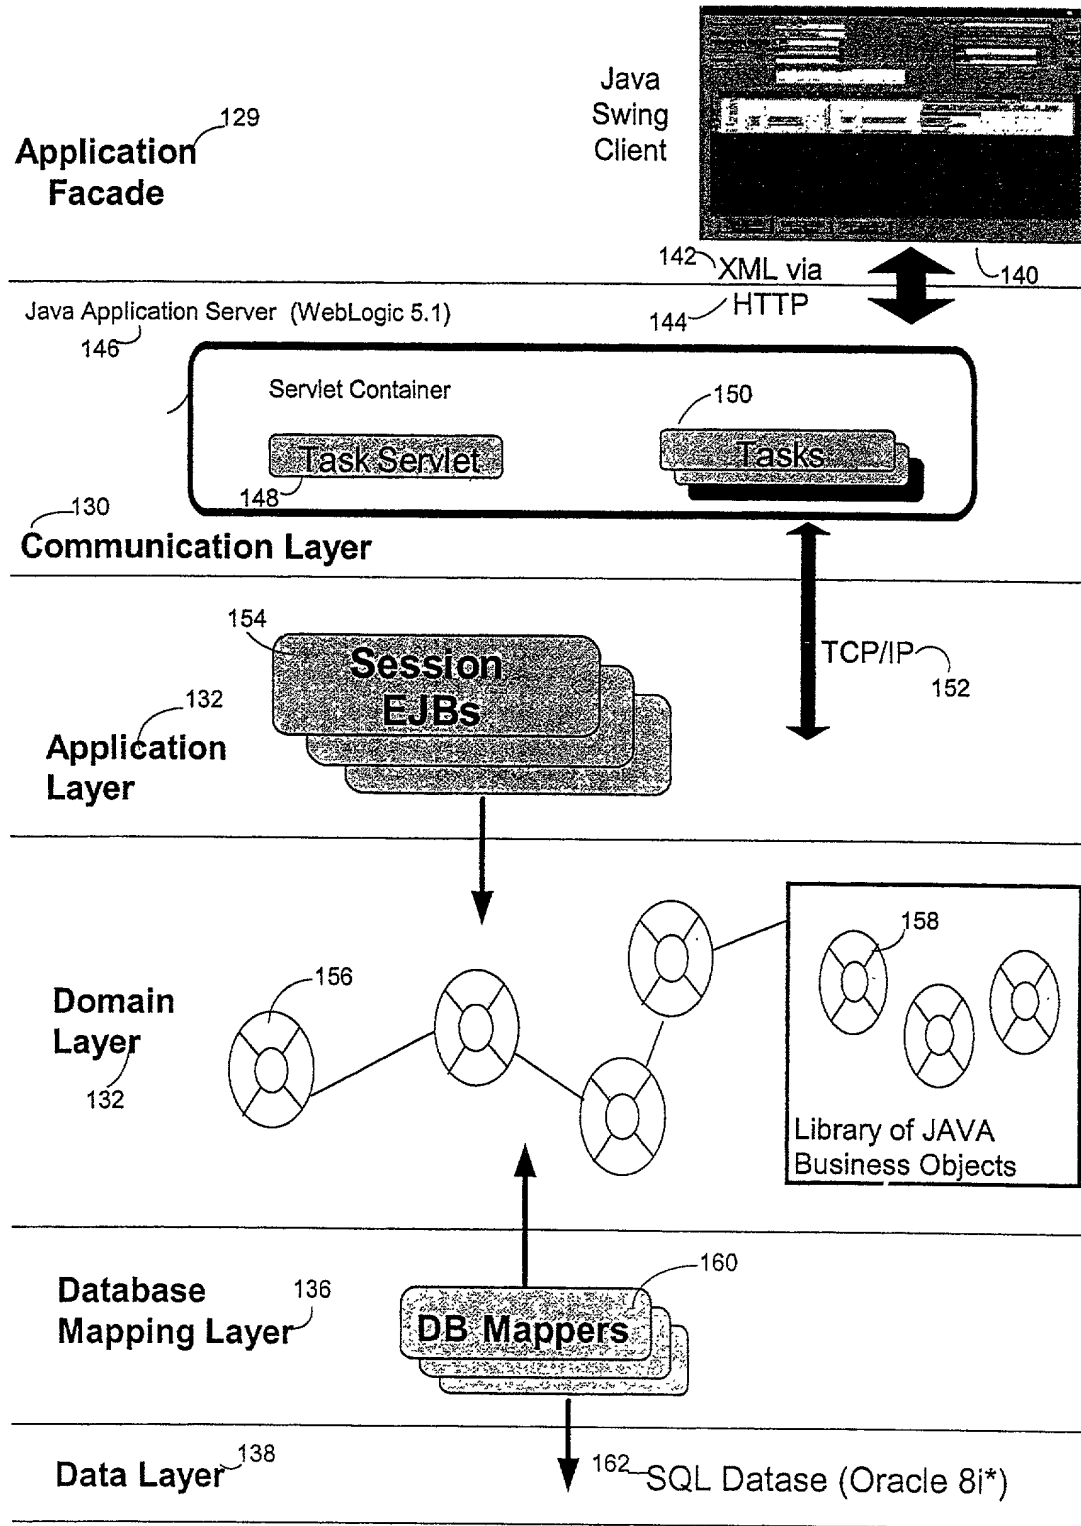 129
Application
Facade
Java
Swing
Client
142
XML via
HTTP
144
140
Java Application Server (WebLogic 5.1)
146
Servlet Container
150
Task Servlet
Tasks
148
130
Communication Layer
154
Session
EJBs
TCP/IP
152
132
Application
Layer
158
156
Domain
Layer
132
Library of JAVA
Business Objects
160
Database
Mapping Layer
136
DB Mappers
Data Layer
138
162
SQL Datase (Oracle 8i*)